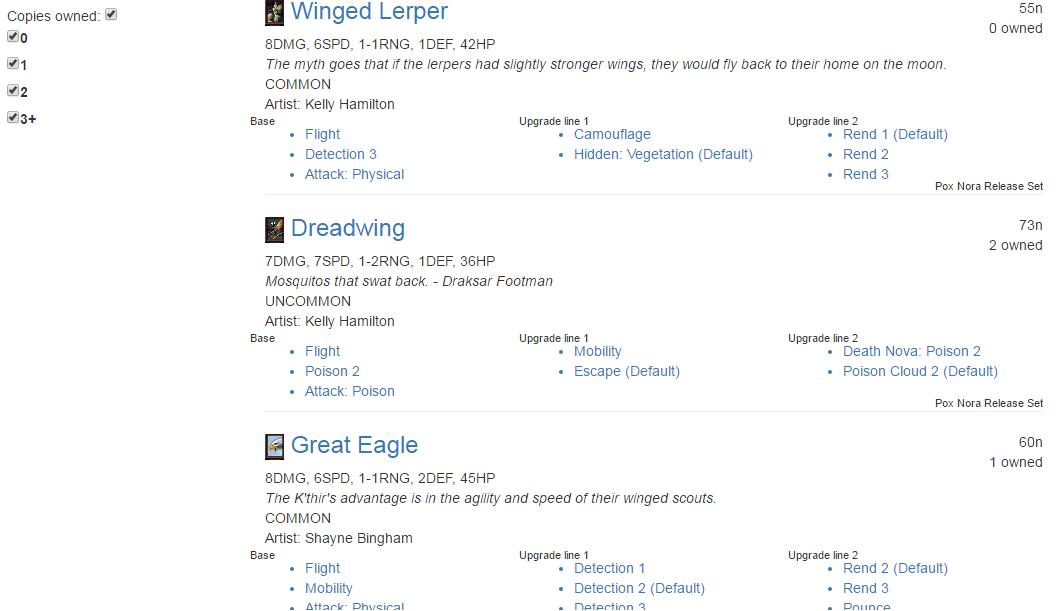 Copies owned:
0
1
2
3+
Winged Lerper
55n
0 owned
8DMG, 6SPD, 1-1RNG, 1DEF, 42HP
The myth goes that if the lerpers had slightly stronger wings, they would fly back to their home on the moon.
COMMON
Artist: Kelly Hamilton
Base
Flight
Detection 3
Attack: Physical
Upgrade line 1
Camouflage
Hidden: Vegetation (Default)
Upgrade line 2
Rend 1 (Default)
Rend 2
Rend 3
Pox Nora Release Set
Dreadwing
73n
2 owned
7DMG, 7SPD, 1-2RNG, 1DEF, 36HP
Mosquitos that swat back. - Draksar Footman
UNCOMMON
Artist: Kelly Hamilton
Base
Flight
Poison 2
Attack: Poison
Upgrade line 1
Mobility
Escape (Default)
Upgrade line 2
Death Nova: Poison 2
Poison Cloud 2 (Default)
Pox Nora Release Set
Great Eagle
60n
1 owned
8DMG, 6SPD, 1-1RNG, 2DEF, 45HP
The K'thir's advantage is in the agility and speed of their winged scouts.
COMMON
Artist: Shayne Bingham
Base
Flight
Mobility
Attack: Physical
Upgrade line 1
Detection 1
Detection 2 (Default)
Detection 3
Upgrade line 2
Rend 2 (Default)
Rend 3
Pounce